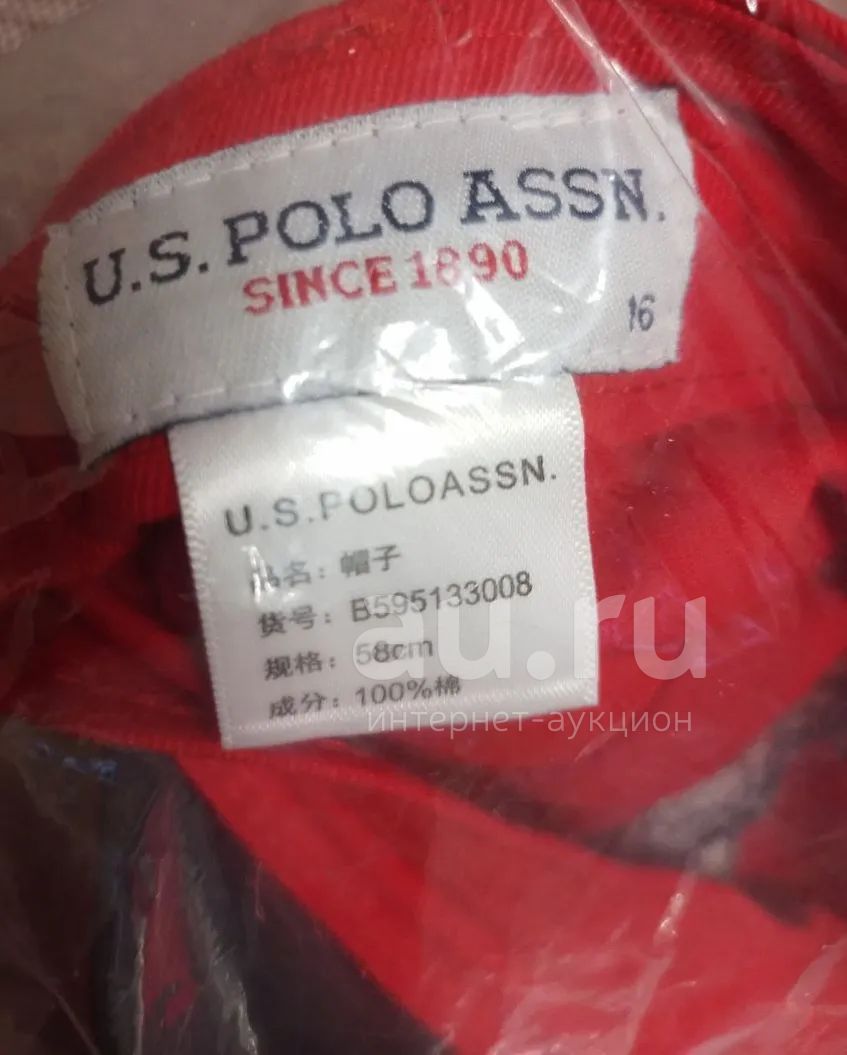 U.S. POLO ASSN.
SINCE 1890
16
U.S.POLOASSN.
品名: 帽子
货号: B595133008
规格: 58cm
成分: 100%棉
au.ru
интернет-аукцион